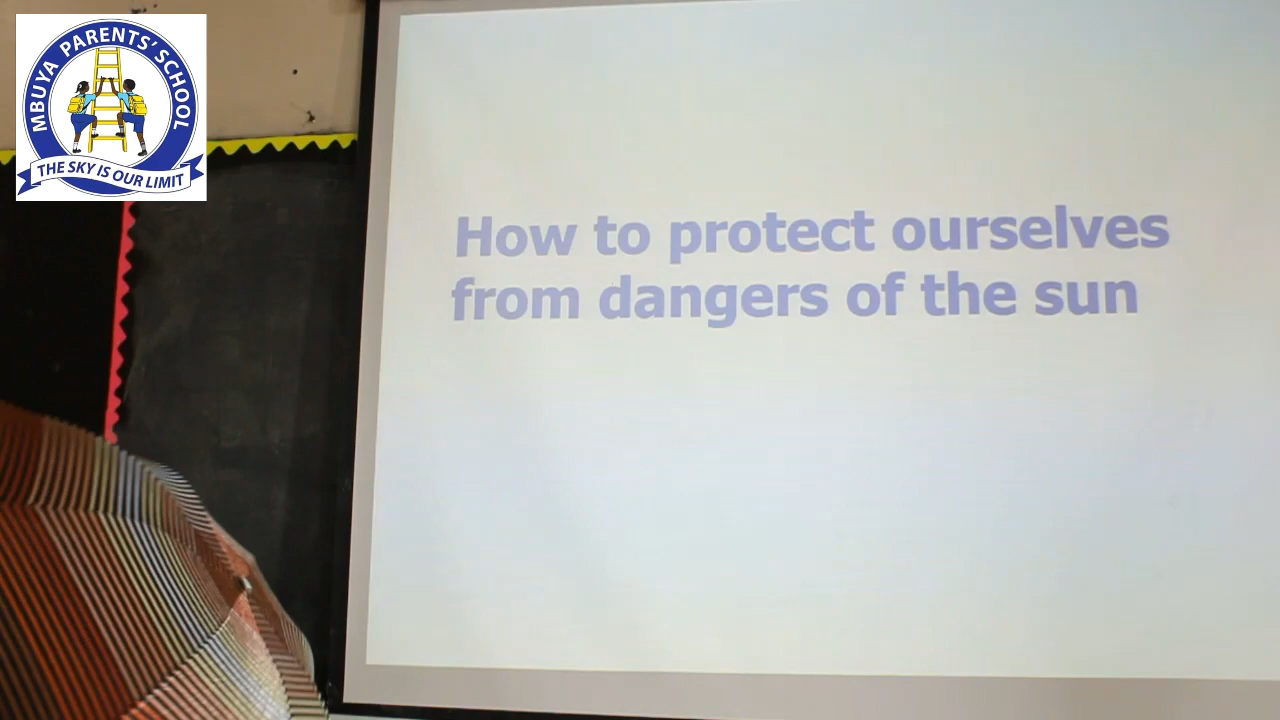 MBUYA PARENTS' SCHOOL
THE SKY IS OUR LIMIT
How to protect ourselves
from dangers of the sun